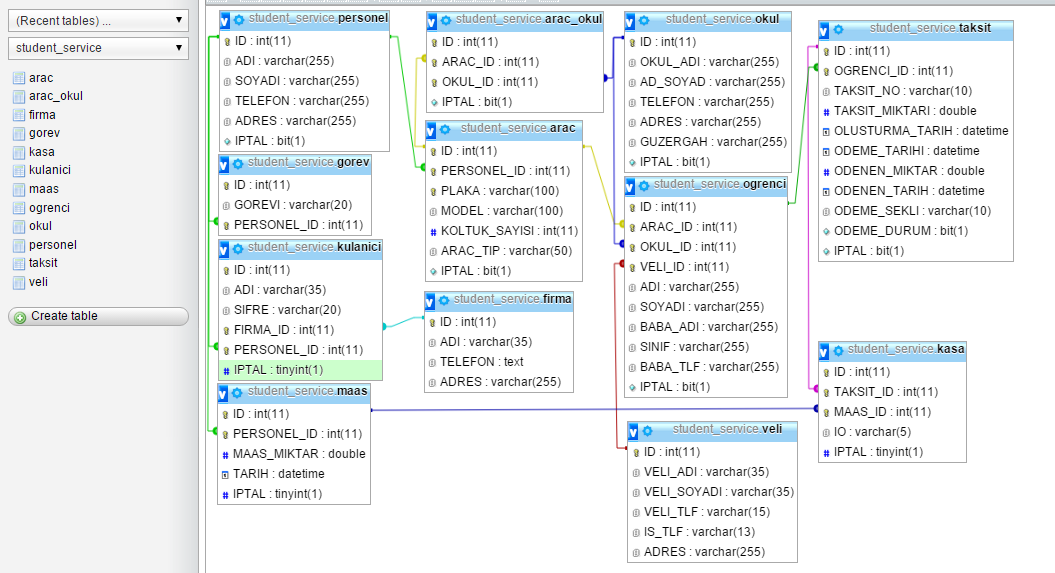 (Recent tables) ...
student_service
arac
arac_okul
firma
gorev
kasa
kulanici
maas
ogrenci
okul
personel
taksit
veli
Create table
student_service.personel
ID : int(11)
ADI : varchar(255)
SOYADI : varchar(255)
TELEFON : varchar(255)
ADRES : varchar(255)
IPTAL : bit(1)
student_service.gorev
ID : int(11)
GOREVI : varchar(20)
PERSONEL_ID : int(11)
student_service.kulanici
ID : int(11)
ADI : varchar(35)
SIFRE : varchar(20)
FIRMA_ID : int(11)
PERSONEL_ID : int(11)
IPTAL : tinyint(1)
student_service.maas
ID : int(11)
PERSONEL_ID : int(11)
MAAS_MIKTAR : double
TARIH : datetime
IPTAL : tinyint(1)
student_service.arac_okul
ID : int(11)
ARAC_ID : int(11)
OKUL_ID : int(11)
IPTAL : bit(1)
student_service.arac
ID : int(11)
PERSONEL_ID : int(11)
PLAKA : varchar(100)
MODEL : varchar(100)
KOLTUK_SAYISI : int(11)
ARAC_TIP : varchar(50)
IPTAL : bit(1)
student_service.firma
ID : int(11)
ADI : varchar(35)
TELEFON : text
ADRES : varchar(255)
student_service.okul
ID : int(11)
OKUL_ADI : varchar(255)
AD_SOYAD : varchar(255)
TELEFON : varchar(255)
ADRES : varchar(255)
GUZERGAH : varchar(255)
IPTAL : bit(1)
student_service.ogrenci
ID : int(11)
ARAC_ID : int(11)
OKUL_ID : int(11)
VELI_ID : int(11)
ADI : varchar(255)
SOYADI : varchar(255)
BABA_ADI : varchar(255)
SINIF : varchar(255)
BABA_TLF : varchar(255)
IPTAL : bit(1)
student_service.veli
ID : int(11)
VELI_ADI : varchar(35)
VELI_SOYADI : varchar(35)
VELI_TLF : varchar(15)
IS_TLF : varchar(13)
ADRES : varchar(255)
student_service.taksit
ID : int(11)
OGRENCI_ID : int(11)
TAKSIT_NO : varchar(10)
TAKSIT_MIKTARI : double
OLUSTURMA_TARIH : datetime
ODEME_TARIHI : datetime
ODENEN_MIKTAR : double
ODENEN_TARIH : datetime
ODEME_SEKLI : varchar(10)
ODEME_DURUM : bit(1)
IPTAL : bit(1)
student_service.kasa
ID : int(11)
TAKSIT_ID : int(11)
MAAS_ID : int(11)
IO : varchar(5)
IPTAL : tinyint(1)